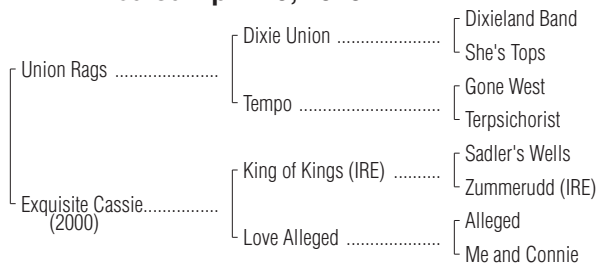 Dixieland Band
Dixie Union ....................
She's Tops
Union Rags ....................
Gone West
Tempo ...........................
Terpsichorist
Sadler's Wells
King of Kings (IRE) ..........
Zummerudd (IRE)
Exquisite Cassie...............
(2000)
Alleged
Love Alleged ..................
Me and Connie